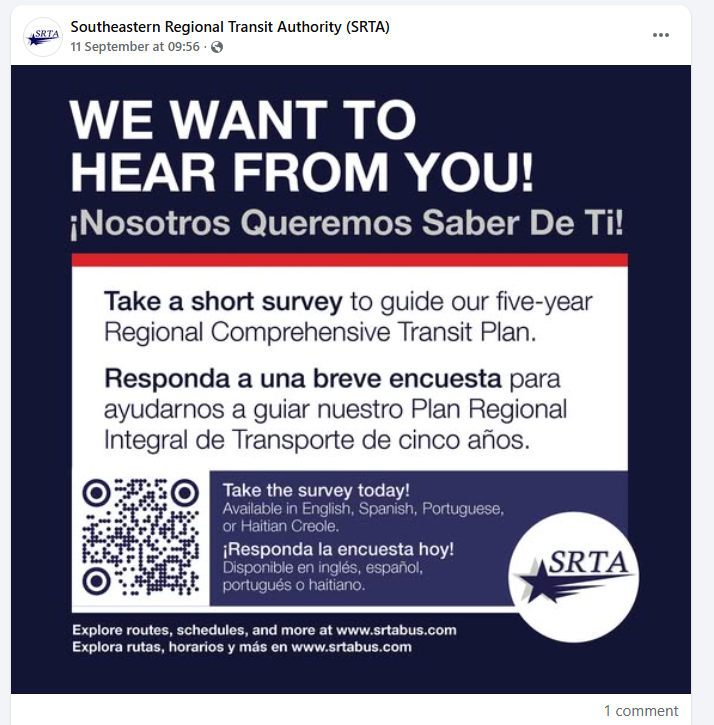 SRTA
Southeastern Regional Transit Authority (SRTA)
11 September at 09:56 ·
WE WANT TO
HEAR FROM YOU!
¡Nosotros Queremos Saber De Ti!
Take a short survey to guide our five-year
Regional Comprehensive Transit Plan.
Responda a una breve encuesta para
ayudarnos a guiar nuestro Plan Regional
Integral de Transporte de cinco años.
Take the survey today!
Available in English, Spanish, Portuguese,
or Haitian Creole.
¡Responda la encuesta hoy!
Disponible en inglés, español,
portugués o haitiano.
SRTA
Explore routes, schedules, and more at www.srtabus.com
Explora rutas, horarios y más en www.srtabus.com
1 comment